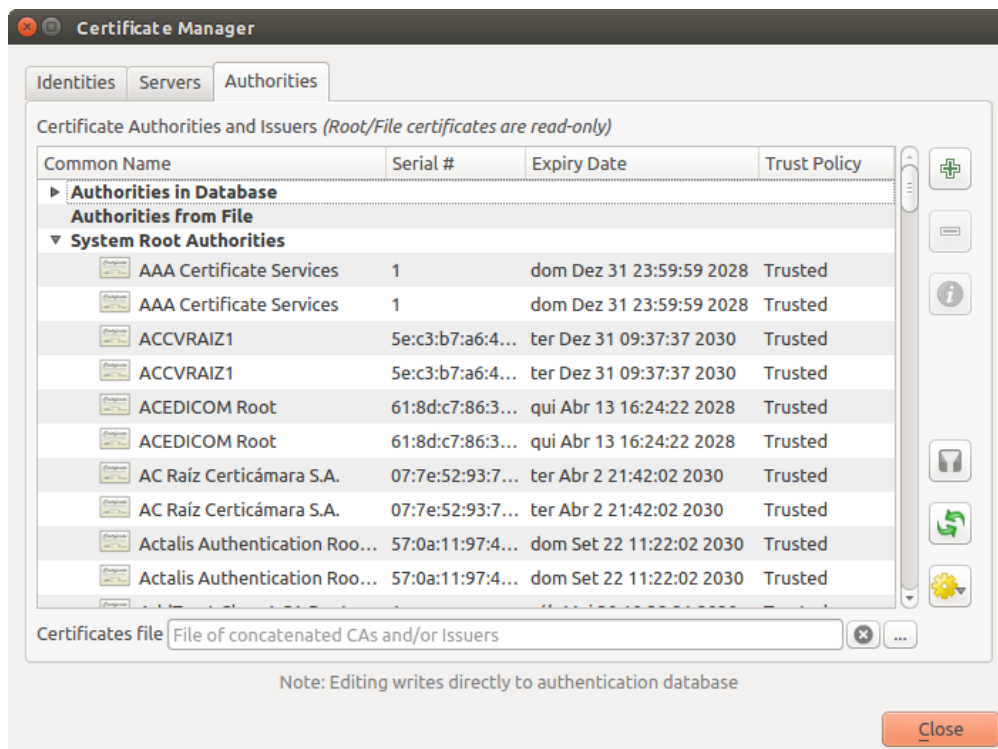 Certificate Manager
Identities Servers Authorities
Certificate Authorities and Issuers (Root/File certificates are read-only)
Common Name Serial # Expiry Date Trust Policy
Authorities in Database
Authorities from File
System Root Authorities
AAA Certificate Services 1 dom Dez 31 23:59:59 2028 Trusted
AAA Certificate Services 1 dom Dez 31 23:59:59 2028 Trusted
ACCVRAIZ1 5e:c3:b7:a6:4... ter Dez 31 09:37:37 2030 Trusted
ACCVRAIZ1 5e:c3:b7:a6:4... ter Dez 31 09:37:37 2030 Trusted
ACEDICOM Root 61:8d:c7:86:3... qui Abr 13 16:24:22 2028 Trusted
ACEDICOM Root 61:8d:c7:86:3... qui Abr 13 16:24:22 2028 Trusted
AC Raíz Certicámara S.A. 07:7e:52:93:7... ter Abr 2 21:42:02 2030 Trusted
AC Raíz Certicámara S.A. 07:7e:52:93:7... ter Abr 2 21:42:02 2030 Trusted
Actalis Authentication Roo... 57:0a:11:97:4... dom Set 22 11:22:02 2030 Trusted
Actalis Authentication Roo... 57:0a:11:97:4... dom Set 22 11:22:02 2030 Trusted
Certificates file File of concatenated CAs and/or Issuers ...
Note: Editing writes directly to authentication database
Close